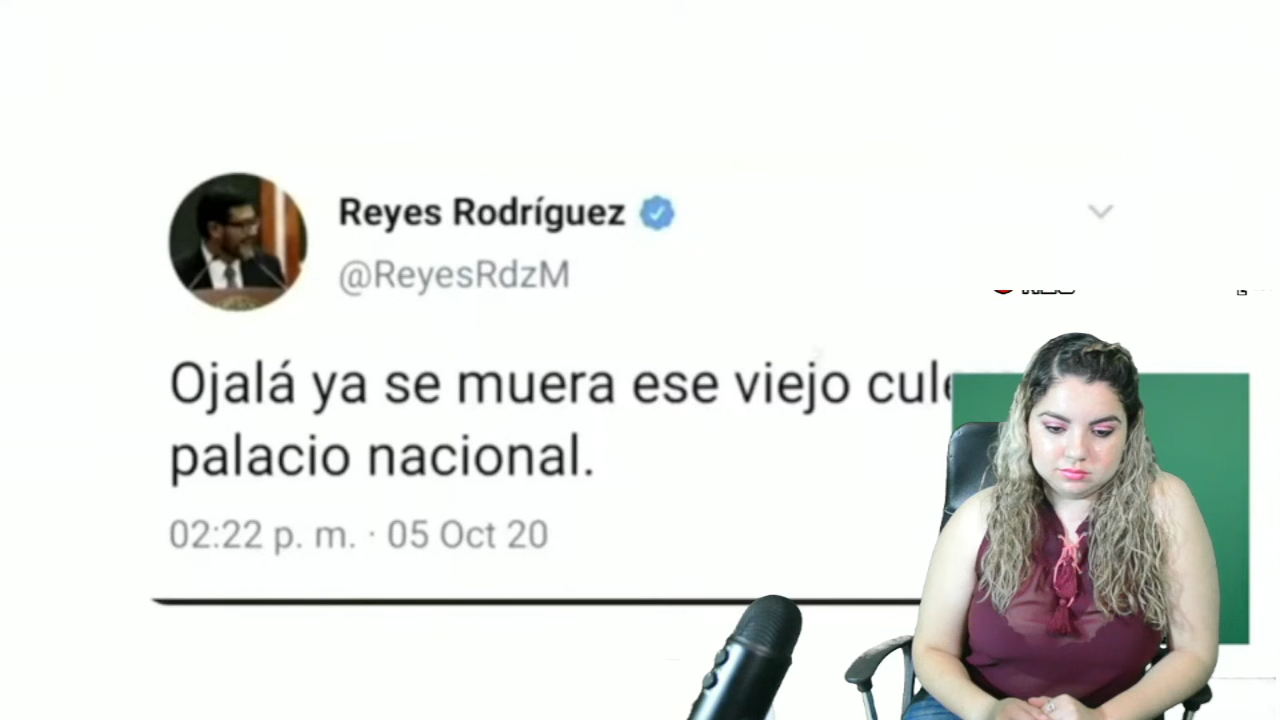 Reyes Rodríguez
@ReyesRdzM
Ojalá ya se muera ese viejo
palacio nacional.
02:22 p. m. · 05 Oct 20